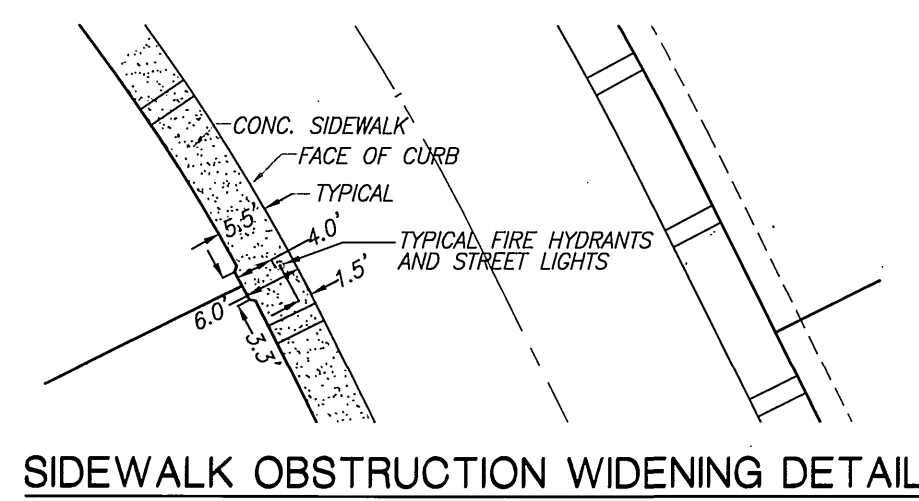 CONC. SIDEWALK
FACE OF CURB
TYPICAL
5.5'
4.0'
TYPICAL FIRE HYDRANTS
AND STREET LIGHTS
1.5'
6.0'
3.3'
SIDEWALK OBSTRUCTION WIDENING DETAIL